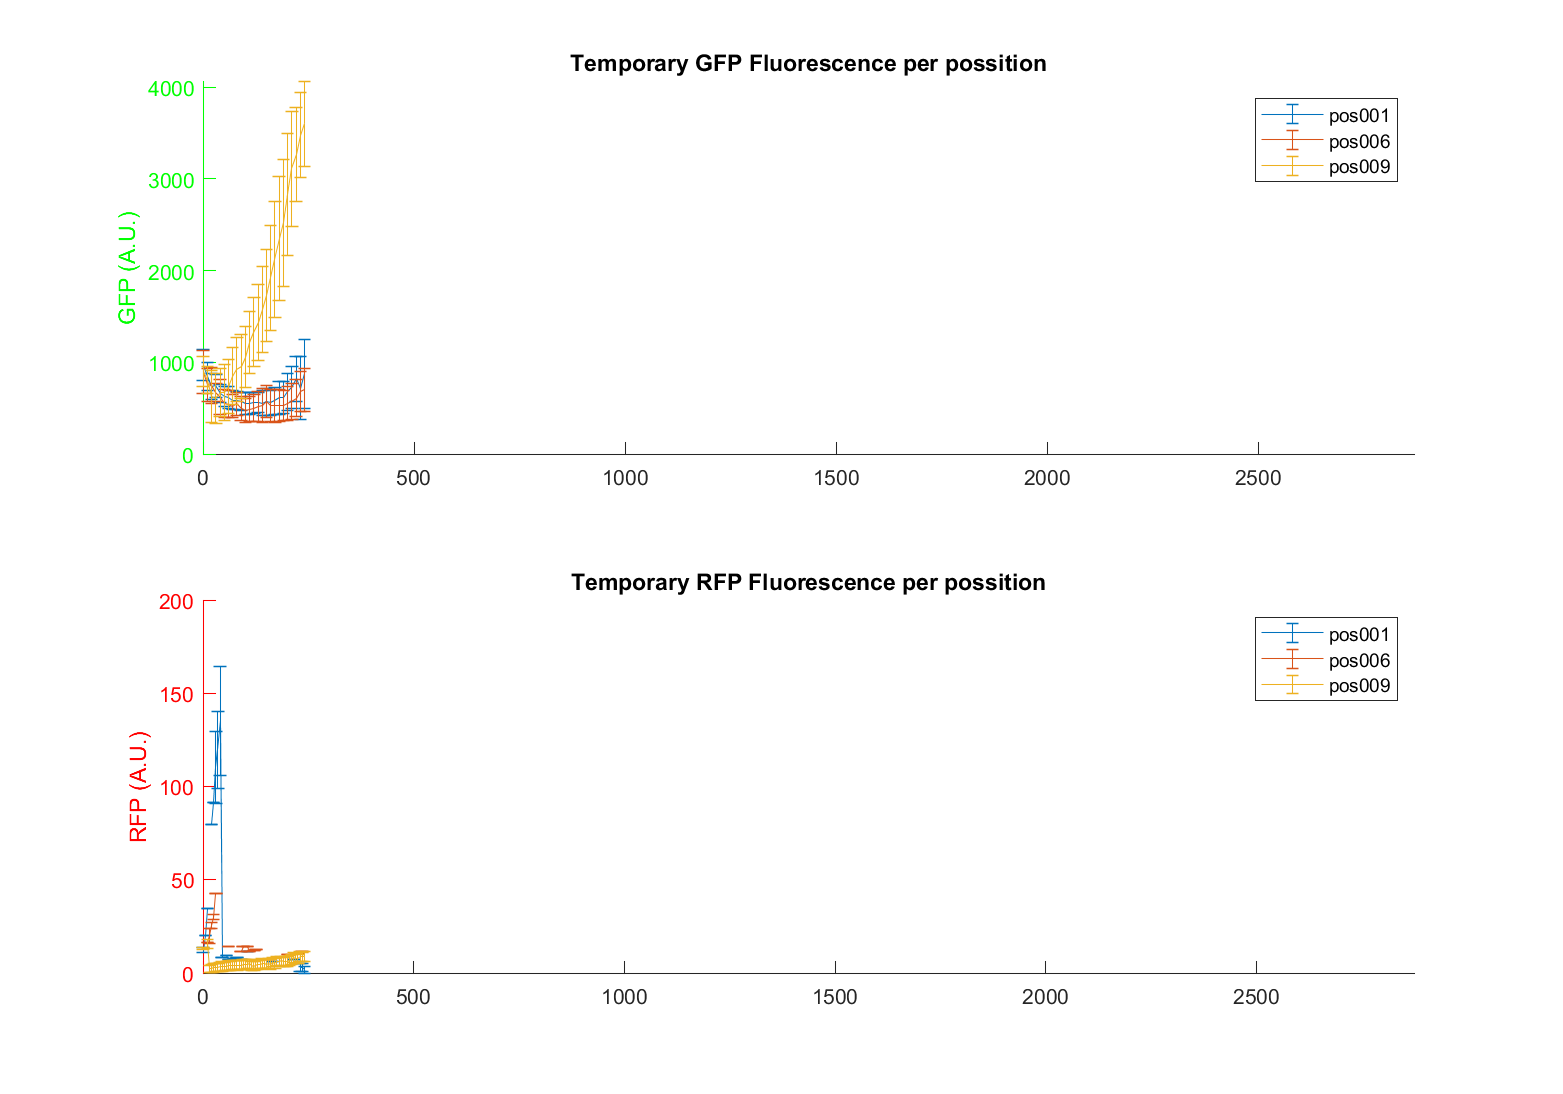 Temporary GFP Fluorescence per possition
GFP (A.U.)
4000
3000
2000
1000
0
0 500 1000 1500 2000 2500
pos001
pos006
pos009
Temporary RFP Fluorescence per possition
RFP (A.U.)
200
150
100
50
0
0 500 1000 1500 2000 2500
pos001
pos006
pos009